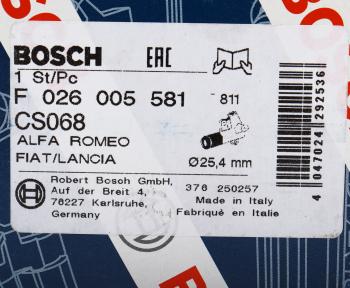 BOSCH EAC
1 St/Pc
F 026 005 581 811
CS068
ALFA ROMEO
FIAT/LANCIA Ø25,4 mm
Robert Bosch GmbH,
Auf der Breit 4, 376 250257
76227 Karlsruhe, Made in Italy
Germany Fabriqué en Italie
4 047024 292536
BOSCH